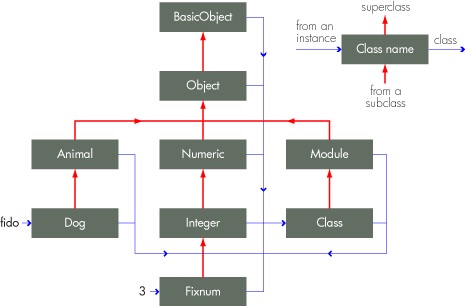 BasicObject
superclass
from an
instance
Class name
class
from a
subclass
Object
Animal
Numeric
Module
fido
Dog
Integer
Class
3
Fixnum